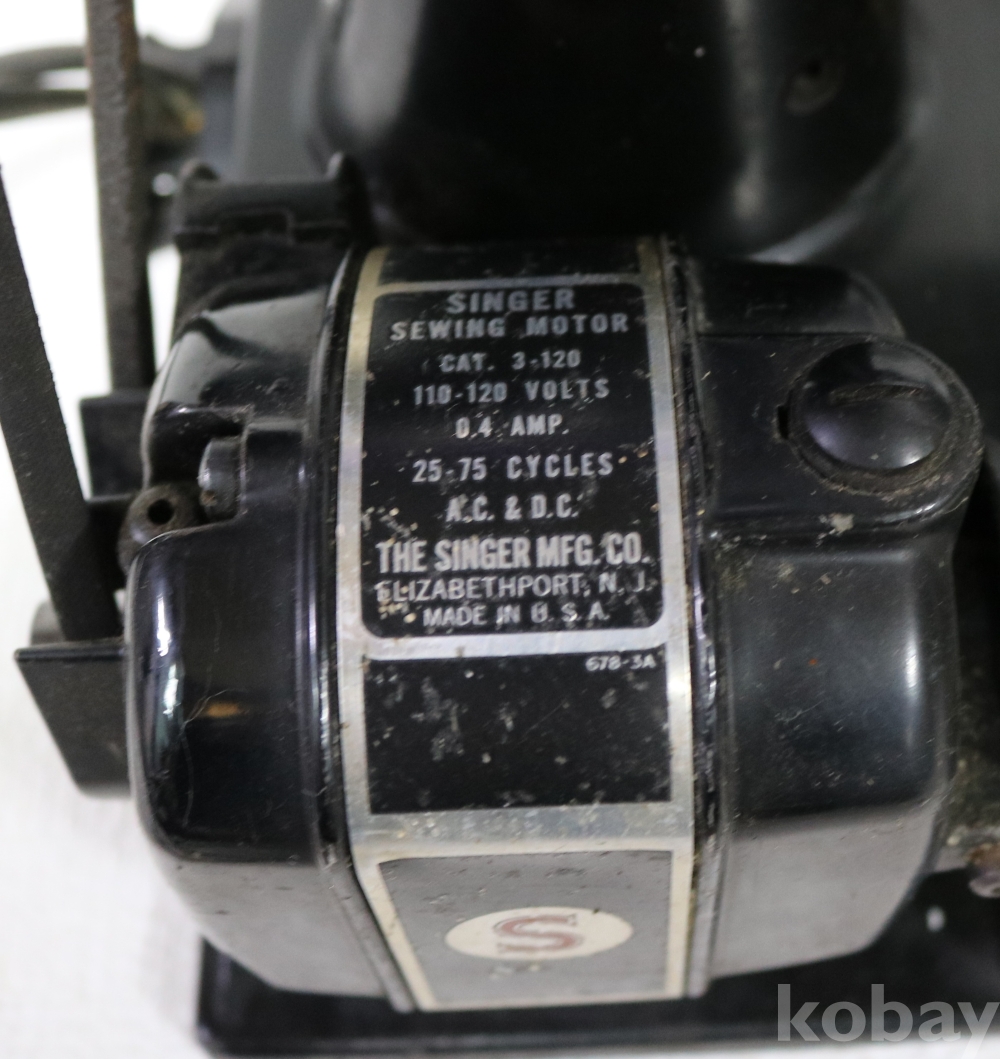 SINGER
SEWING MOTOR
CAT. 3-120
110-120 VOLTS
0.4 AMP.
25-75 CYCLES
A.C. & D.C.
THE SINGER MFG. CO.
ELIZABETHPORT, N. J.
MADE IN U. S. A.
678-3A
S
kobay